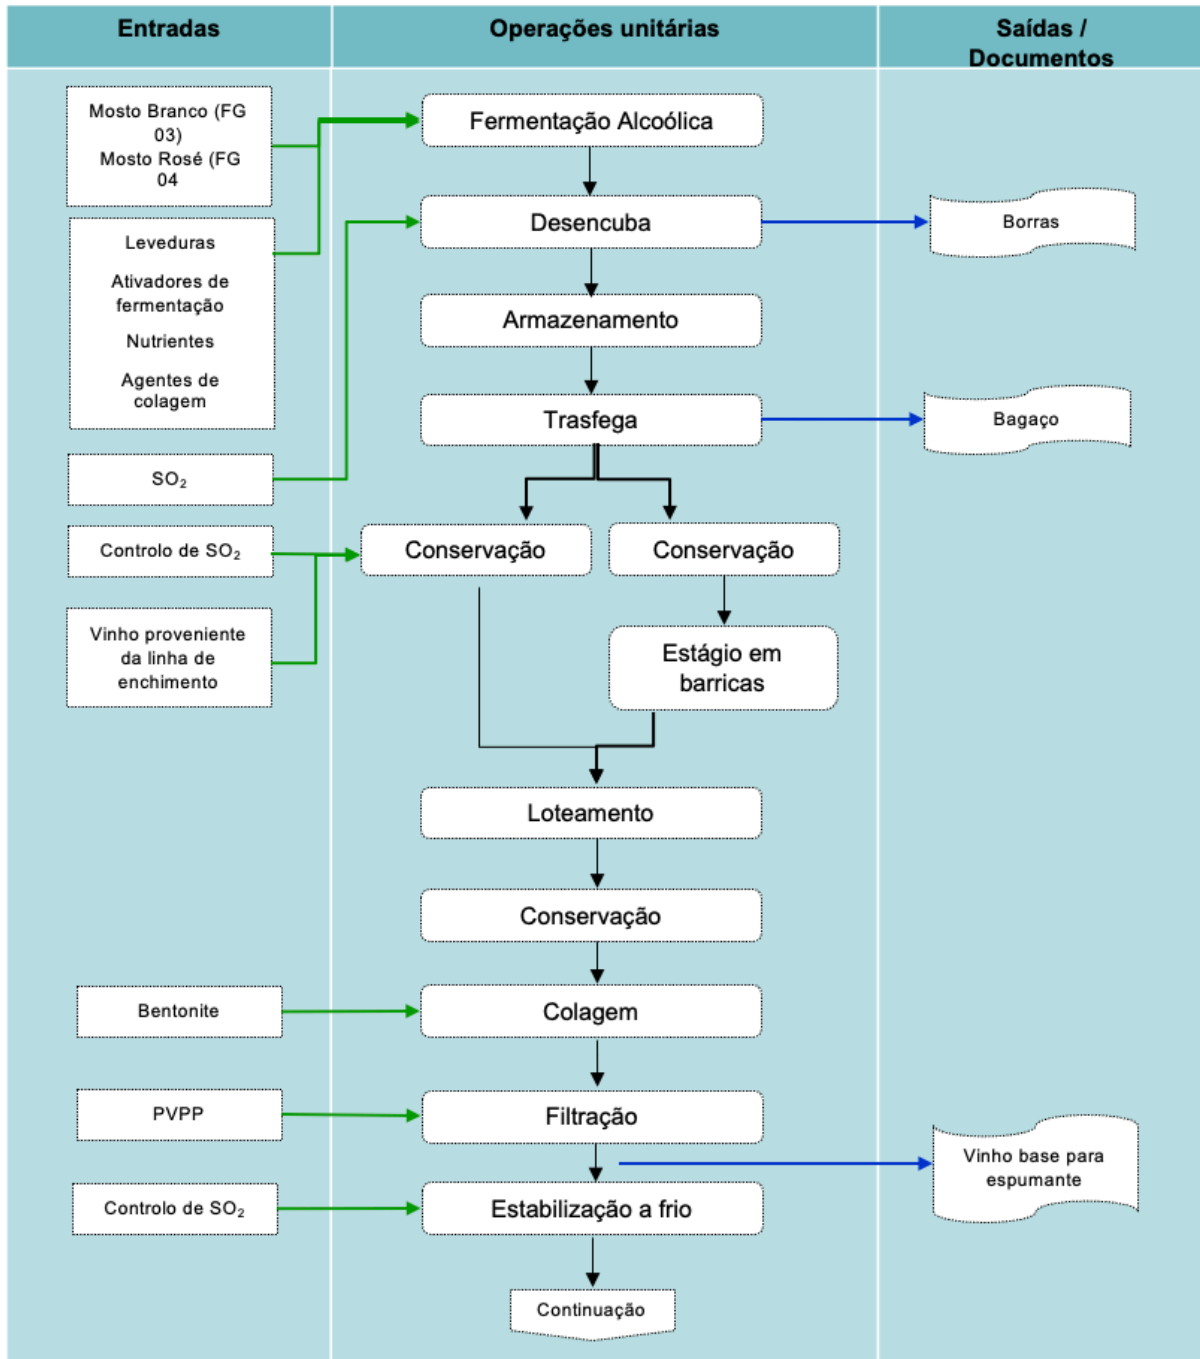 Entradas
Operações unitárias
Saídas /
Documentos
Mosto Branco (FG
03)
Mosto Rosé (FG
04
Fermentação Alcoólica
Leveduras
Ativadores de
fermentação
Nutrientes
Agentes de
colagem
Desencuba
Borras
Armazenamento
Trasfega
Bagaço
SO₂
Controlo de SO₂
Conservação
Conservação
Vinho proveniente
da linha de
enchimento
Estágio em
barricas
Loteamento
Conservação
Bentonite
Colagem
PVPP
Filtração
Vinho base para
espumante
Controlo de SO₂
Estabilização a frio
Continuação